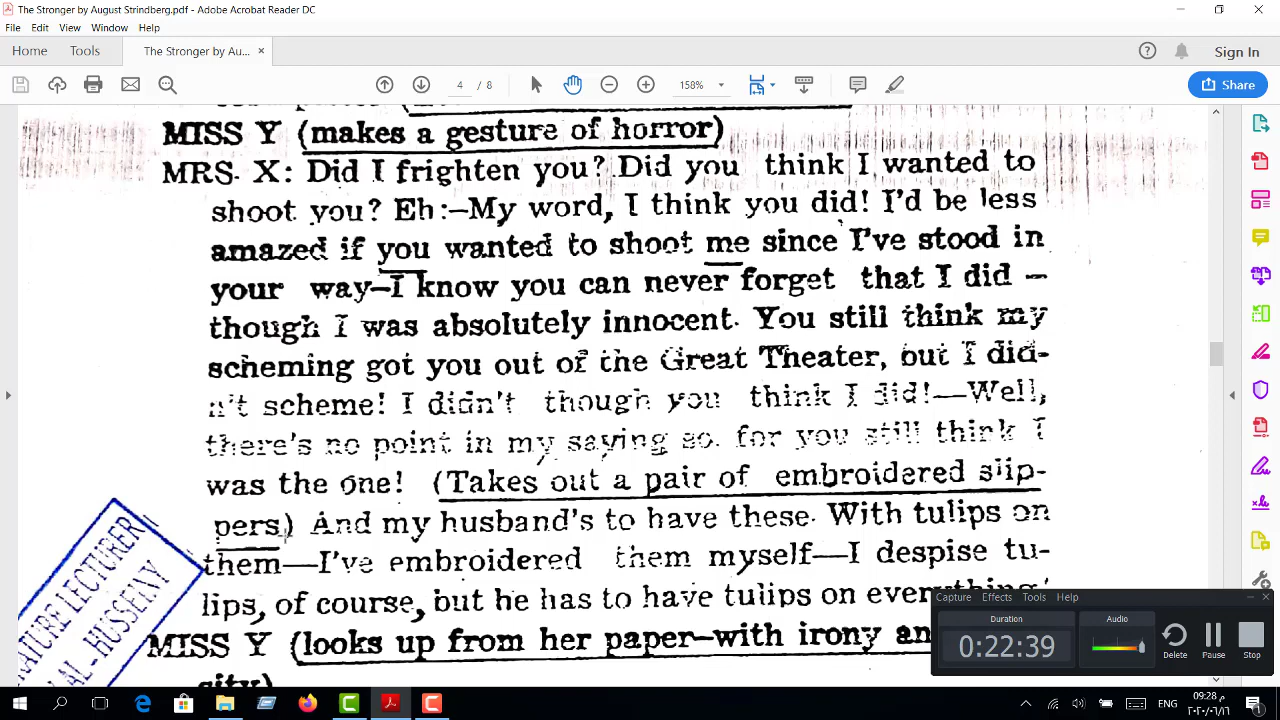 The Stronger by August Strindberg.pdf - Adobe Acrobat Reader DC
File Edit View Window Help
Home Tools The Stronger by Au... × Sign In
4 / 8 158% Share
MISS Y (makes a gesture of horror)
MRS. X: Did I frighten you? Did you think I wanted to
shoot you? Eh:-My word, I think you did! I'd be less
amazed if you wanted to shoot me since I've stood in
your way-I know you can never forget that I did -
though I was absolutely innocent. You still think my
scheming got you out of the Great Theater, but I did-
n't scheme! I didn't though you think I did!—Well,
there's no point in my saying so, for you still think I
was the one! (Takes out a pair of embroidered slip-
pers) And my husband's to have these. With tulips on
them—I've embroidered them myself—I despise tu-
lips, of course, but he has to have tulips on everything!
MISS Y (looks up from her paper-with irony an
city)
LECTURER
AL-HUSSEINY
Capture Effects Tools Help
Duration
0:22:39
Audio
Delete Pause Stop
ENG
09:28 م
٢٠٢٠/٠٦/١٦